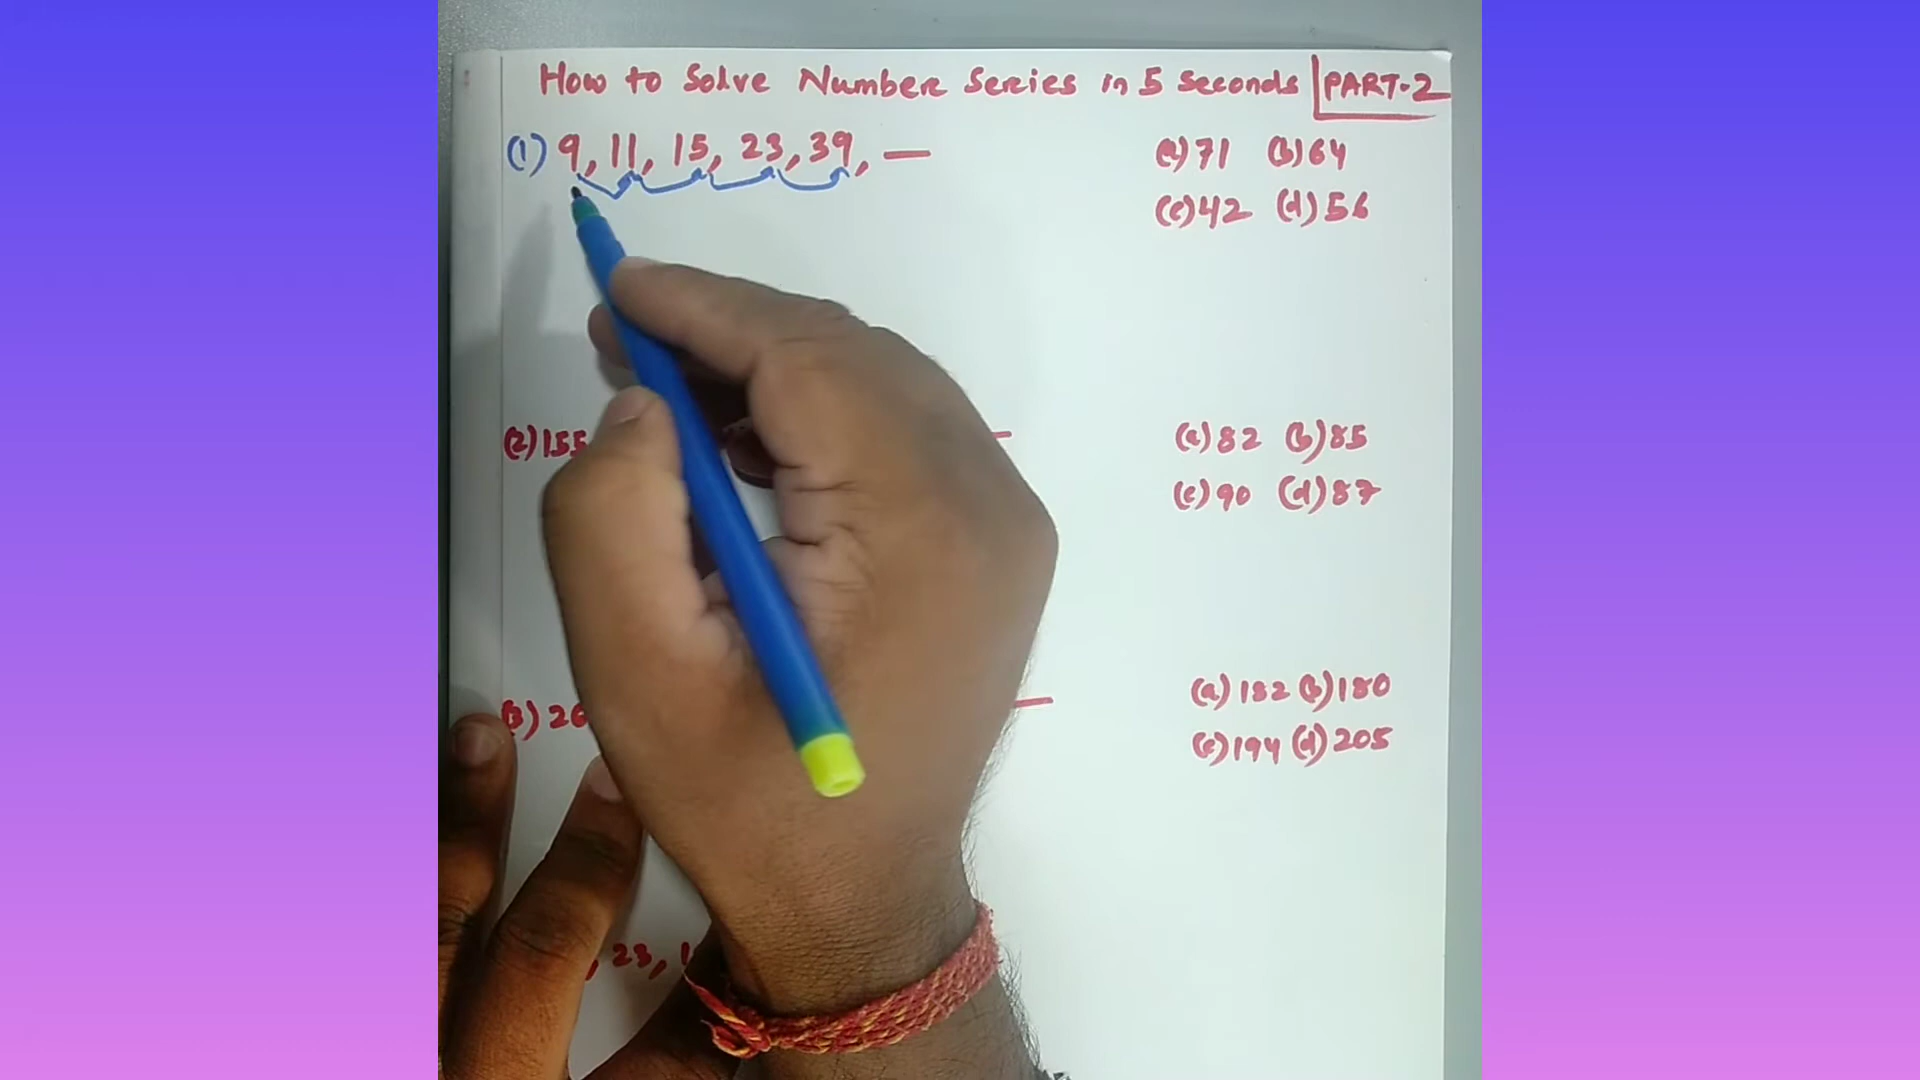 How to Solve Number Series in 5 Seconds PART-2
(1) 9, 11, 15, 23, 39, —
(a) 71 (b) 64
(c) 42 (d) 56
(2) 155
(a) 82 (b) 85
(c) 90 (d) 87
(3) 26
(a) 182 (b) 180
(c) 194 (d) 205
, 23, 1